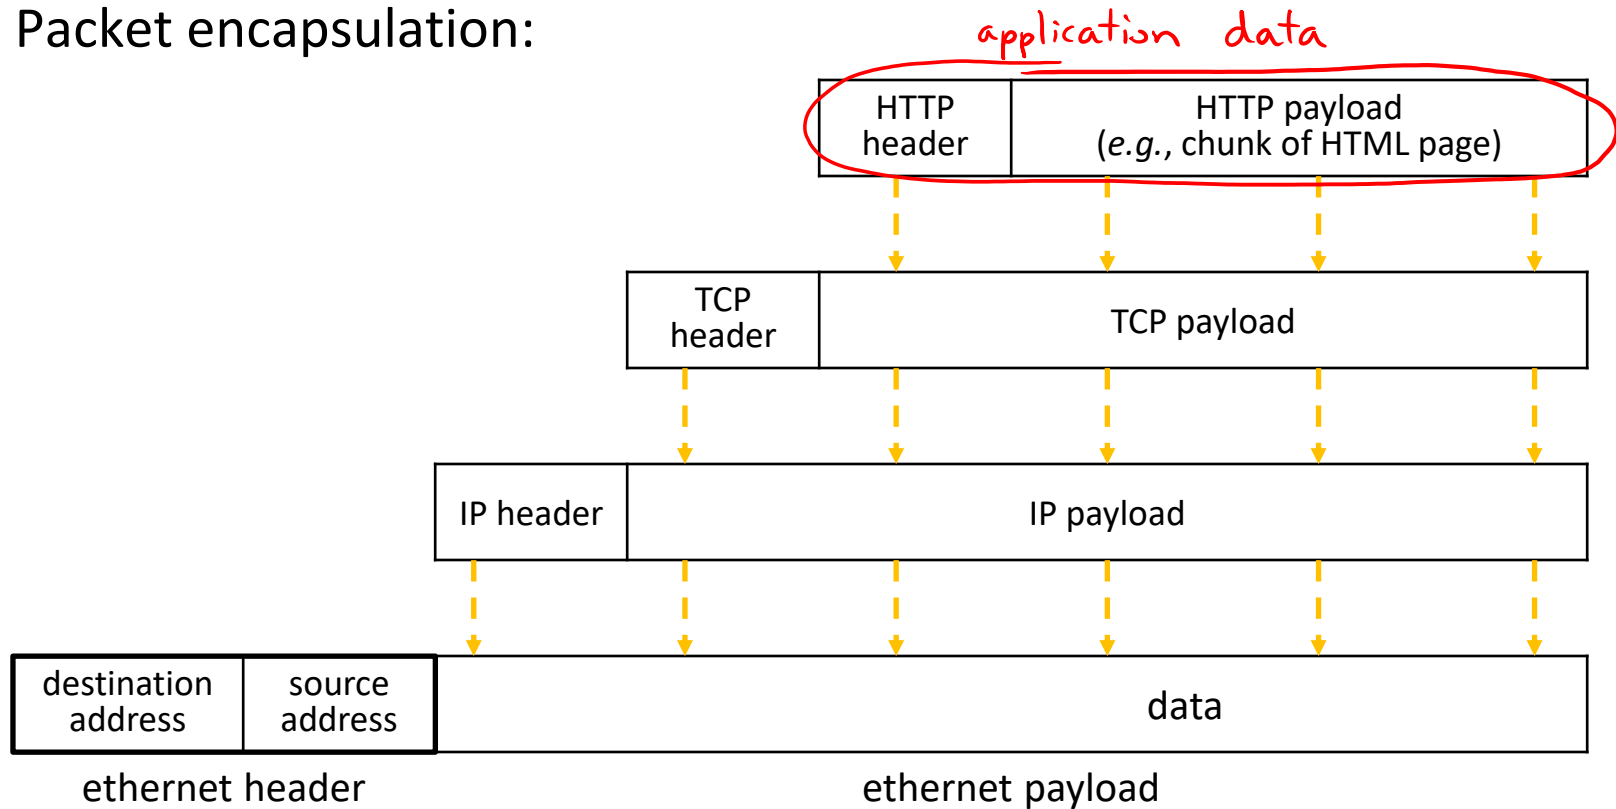 Packet encapsulation:
application data
HTTP
header
HTTP payload
(e.g., chunk of HTML page)
TCP
header
TCP payload
IP header
IP payload
destination
address
source
address
data
ethernet header
ethernet payload